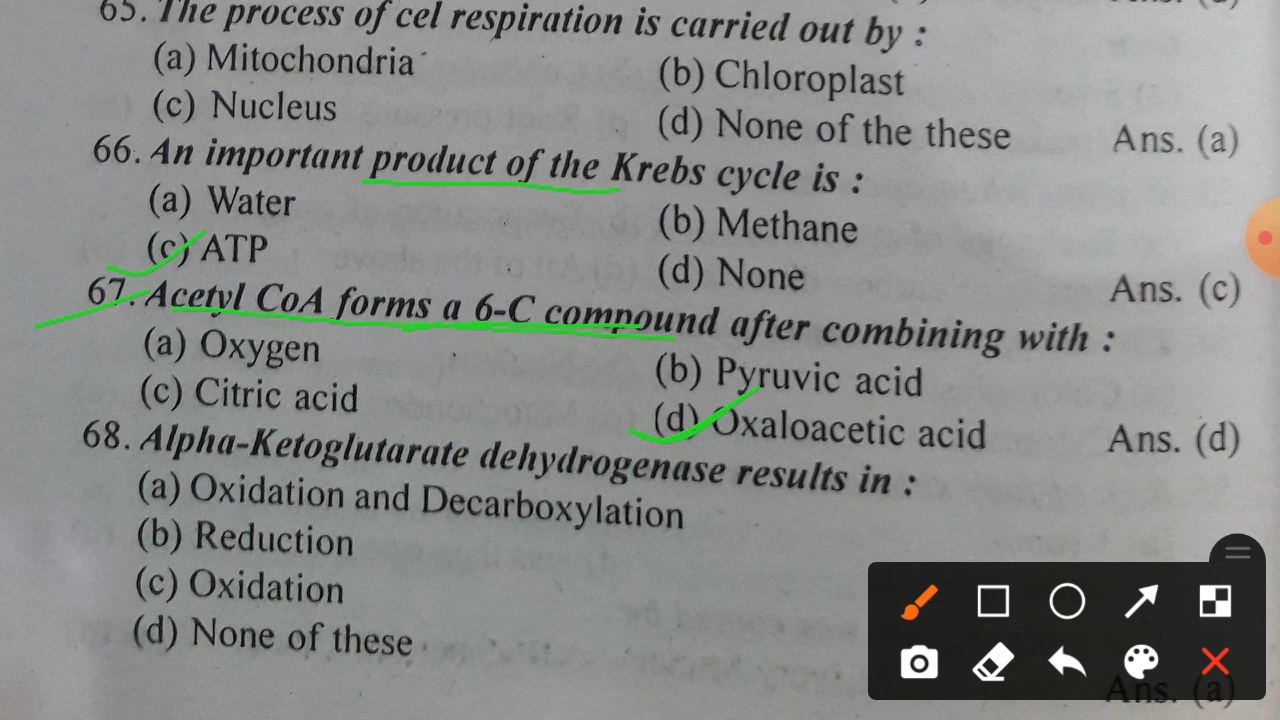 65. The process of cel respiration is carried out by :
(a) Mitochondria
(b) Chloroplast
(c) Nucleus
(d) None of the these Ans. (a)
66. An important product of the Krebs cycle is :
(a) Water
(b) Methane
(c) ATP
(d) None Ans. (c)
67. Acetyl CoA forms a 6-C compound after combining with :
(a) Oxygen
(b) Pyruvic acid
(c) Citric acid
(d) Oxaloacetic acid Ans. (d)
68. Alpha-Ketoglutarate dehydrogenase results in :
(a) Oxidation and Decarboxylation
(b) Reduction
(c) Oxidation
(d) None of these
Ans. (a)